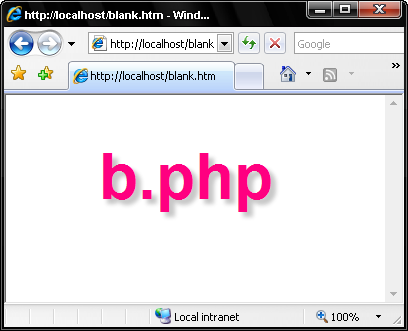 http://localhost/blank.htm - Wind...
http://localhost/blank
Google
http://localhost/blank.htm
b.php
Local intranet
100%